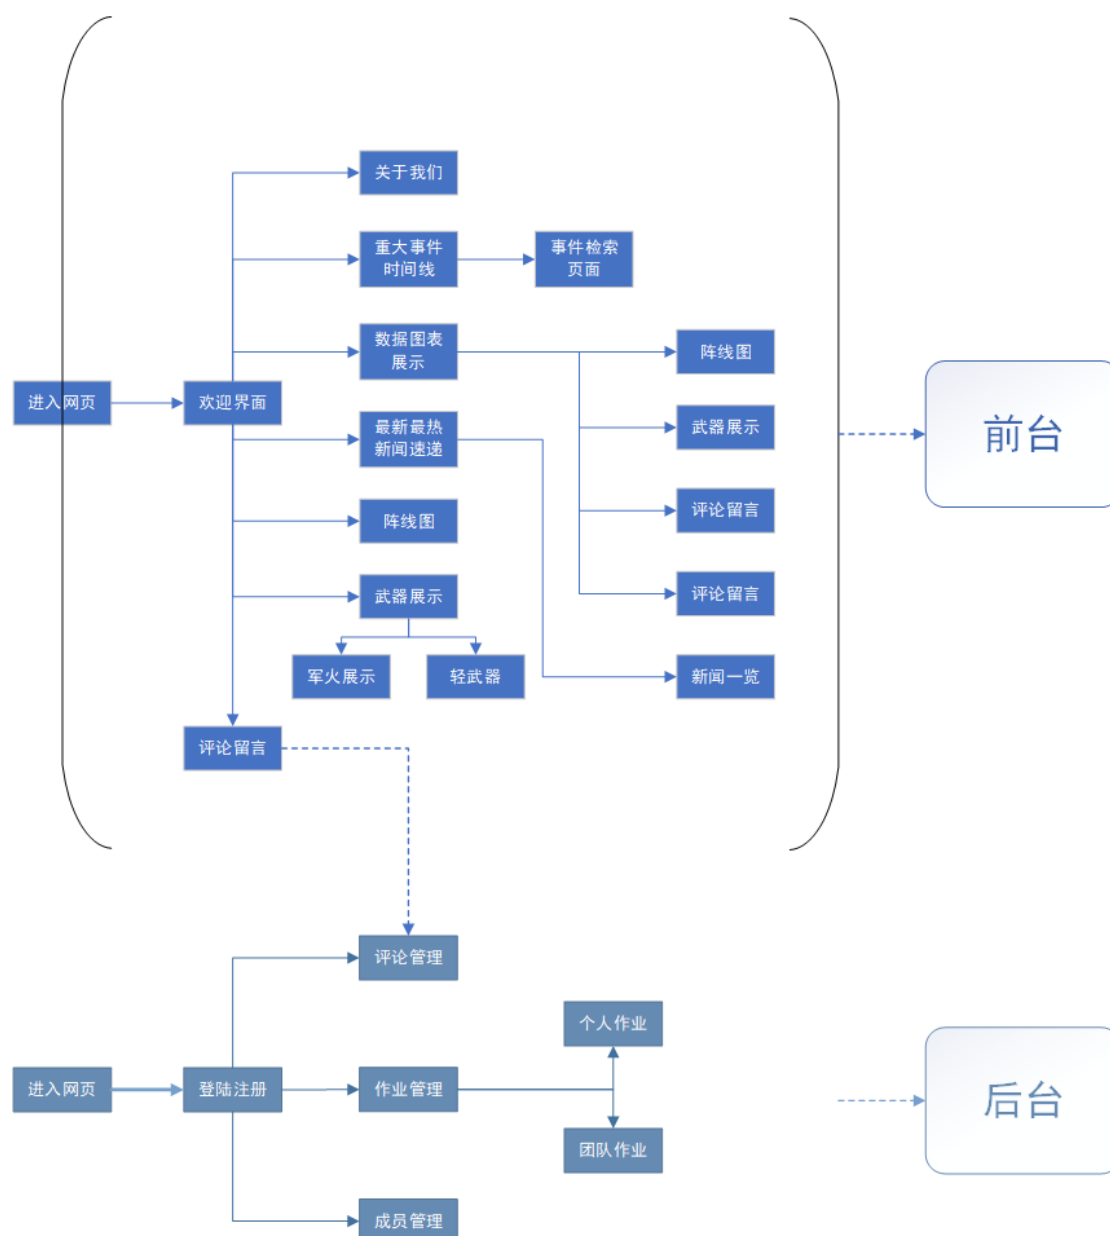 关于我们
重大事件
时间线
事件检索
页面
数据图表
展示
阵线图
进入网页
欢迎界面
武器展示
前台
最新最热
新闻速递
评论留言
阵线图
评论留言
武器展示
军火展示
轻武器
新闻一览
评论留言
评论管理
个人作业
进入网页
登陆注册
作业管理
后台
团队作业
成员管理